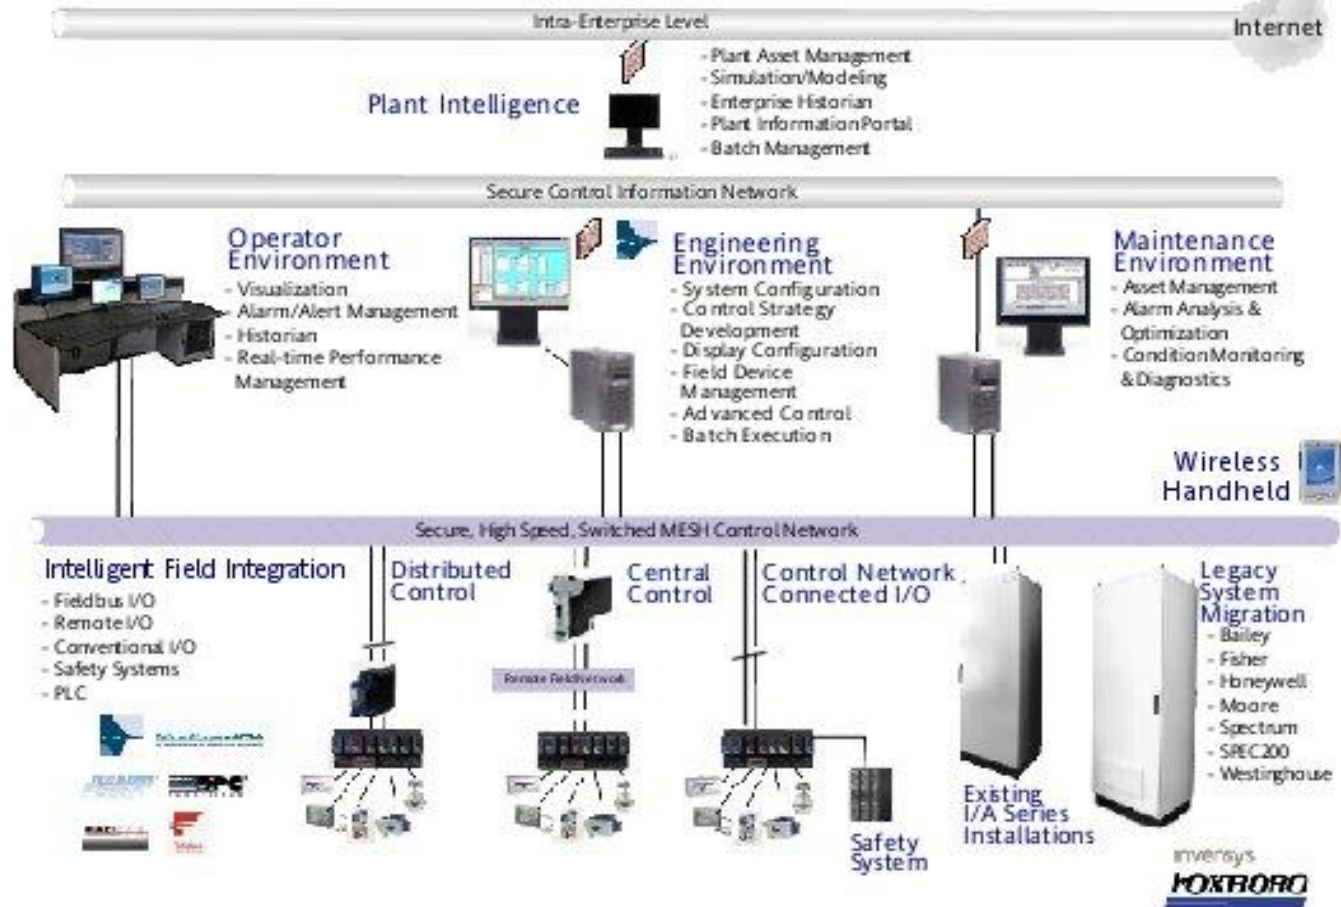 Intra-Enterprise Level
Internet
Plant Intelligence
- Plant Asset Management
- Simulation/Modeling
- Enterprise Historian
- Plant Information Portal
- Batch Management
Secure Control Information Network
Operator
Environment
- Visualization
- Alarm/Alert Management
- Historian
- Real-time Performance
Management
Engineering
Environment
- System Configuration
- Control Strategy
Development
- Display Configuration
- Field Device
Management
- Advanced Control
- Batch Execution
Maintenance
Environment
- Asset Management
- Alarm Analysis &
Optimization
- Condition Monitoring
& Diagnostics
Wireless
Handheld
Secure, High Speed, Switched MESH Control Network
Intelligent Field Integration
- Fieldbus I/O
- Remote I/O
- Conventional I/O
- Safety Systems
- PLC
Distributed
Control
Central
Control
Remote Field Network
Control Network
Connected I/O
Safety
System
Existing
I/A Series
Installations
Legacy
System
Migration
- Bailey
- Fisher
- Honeywell
- Moore
- Spectrum
- SPEC200
- Westinghouse
invensys
FOXBORO